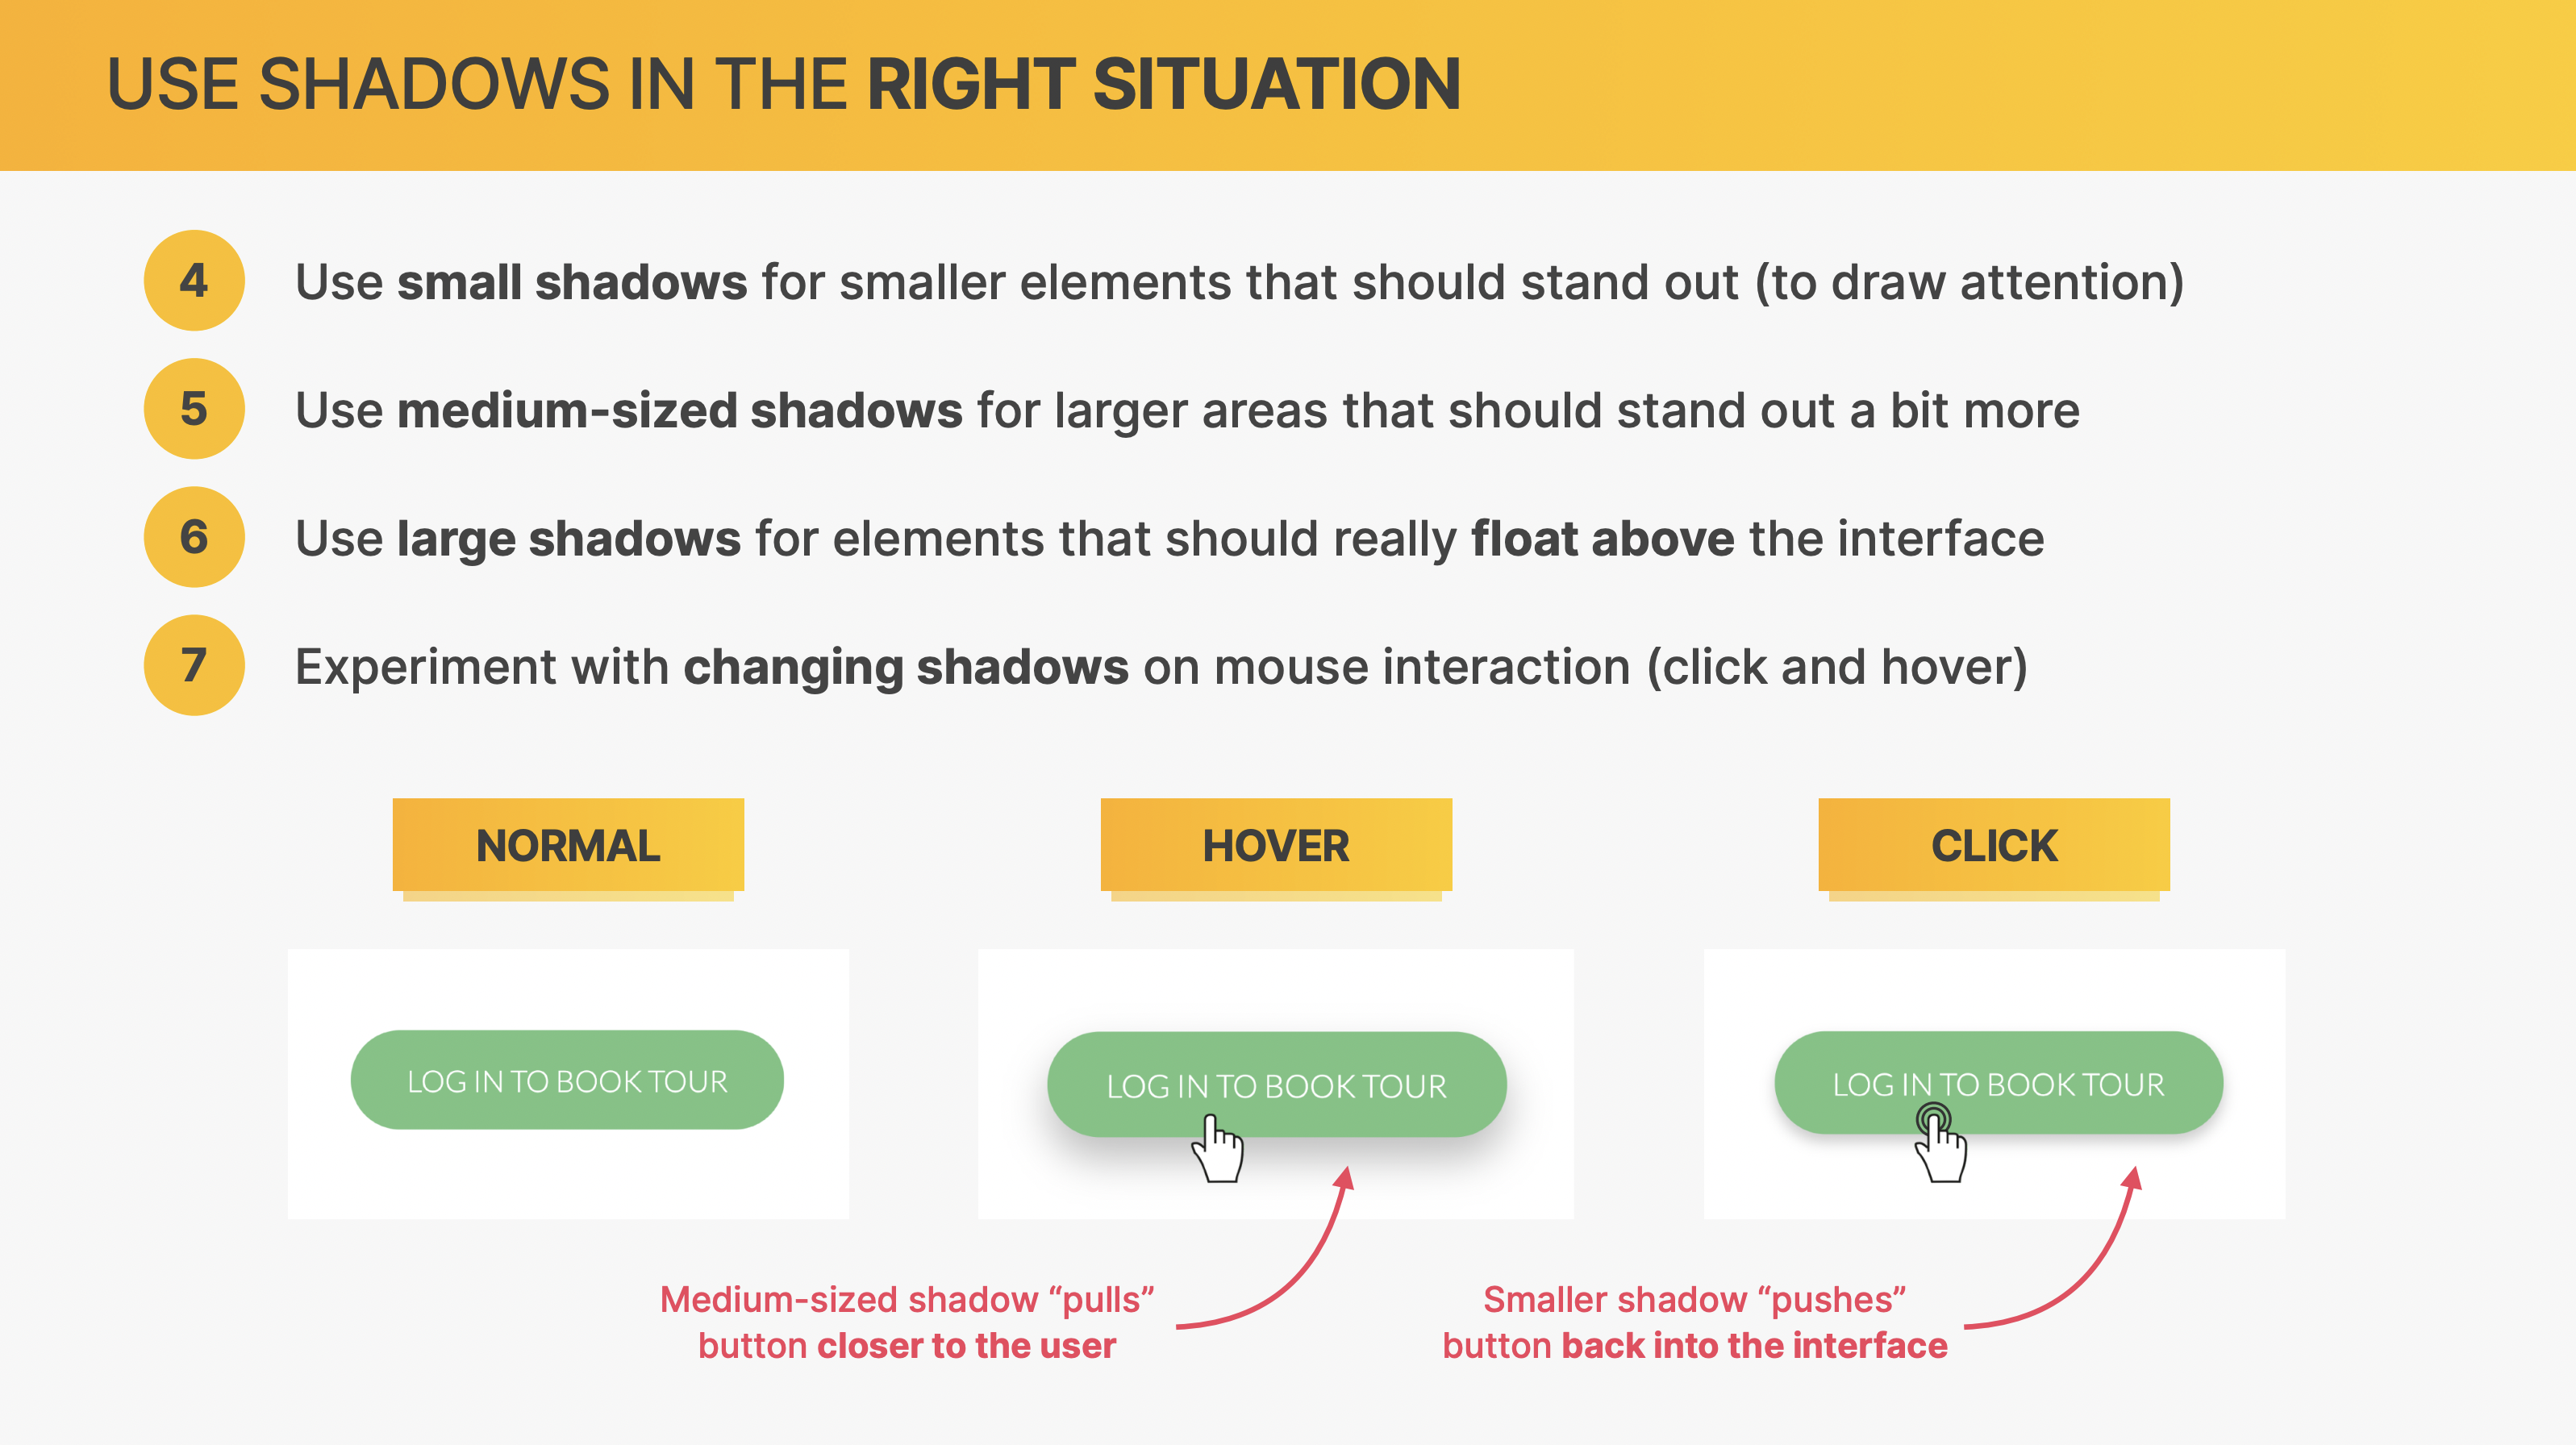 USE SHADOWS IN THE RIGHT SITUATION
4 Use small shadows for smaller elements that should stand out (to draw attention)
5 Use medium-sized shadows for larger areas that should stand out a bit more
6 Use large shadows for elements that should really float above the interface
7 Experiment with changing shadows on mouse interaction (click and hover)
NORMAL
HOVER
CLICK
LOG IN TO BOOK TOUR
LOG IN TO BOOK TOUR
LOG IN TO BOOK TOUR
Medium-sized shadow “pulls”
button closer to the user
Smaller shadow “pushes”
button back into the interface